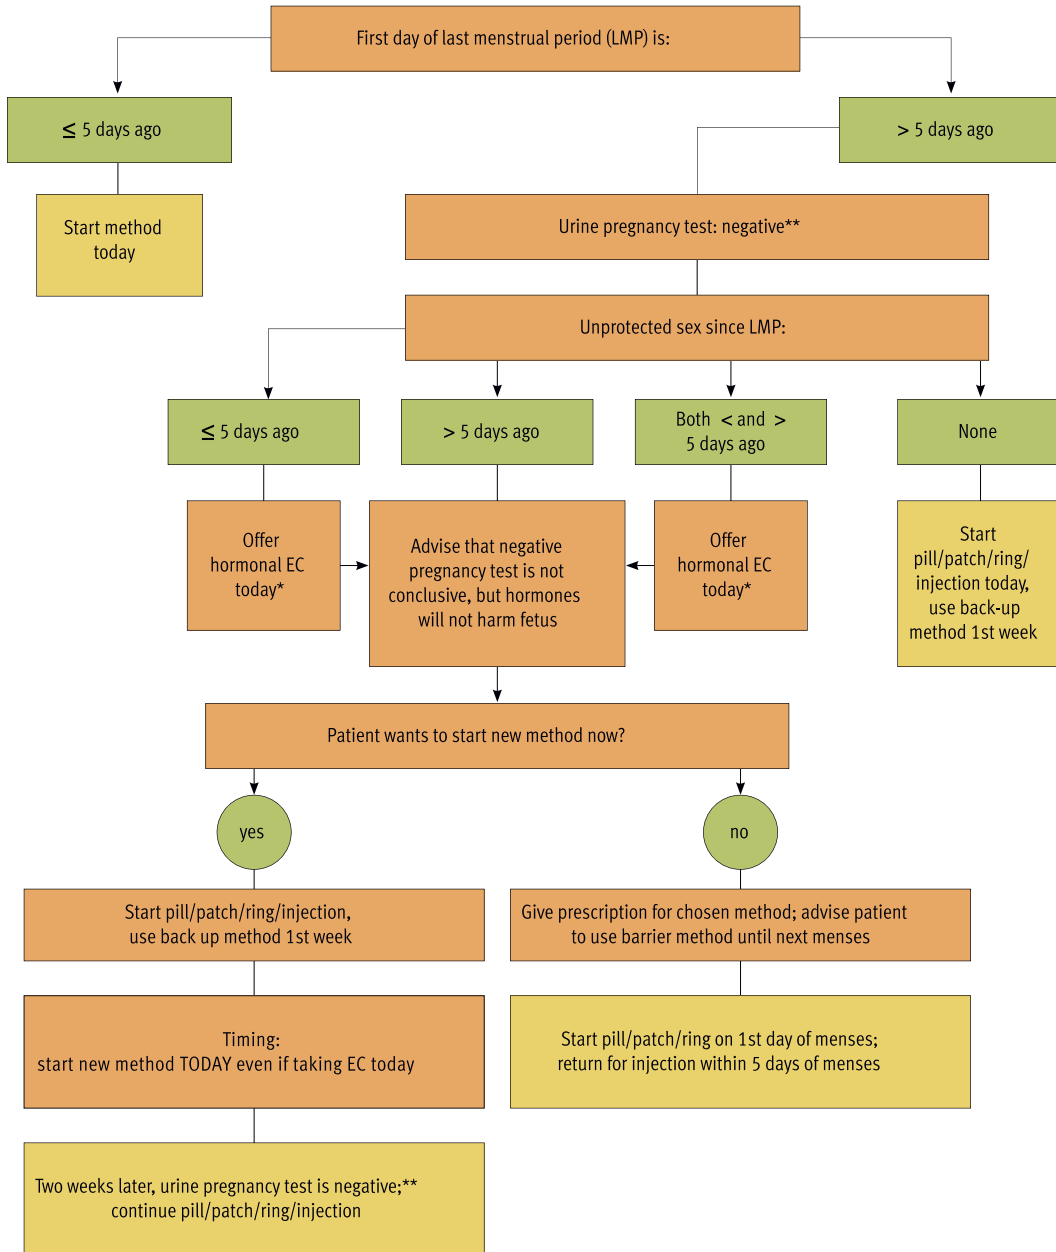 First day of last menstrual period (LMP) is:
≤ 5 days ago
> 5 days ago
Start method
today
Urine pregnancy test: negative**
Unprotected sex since LMP:
≤ 5 days ago
> 5 days ago
Both < and >
5 days ago
None
Offer
hormonal EC
today*
Advise that negative
pregnancy test is not
conclusive, but hormones
will not harm fetus
Offer
hormonal EC
today*
Start
pill/patch/ring/
injection today,
use back-up
method 1st week
Patient wants to start new method now?
yes
no
Start pill/patch/ring/injection,
use back up method 1st week
Give prescription for chosen method; advise patient
to use barrier method until next menses
Timing:
start new method TODAY even if taking EC today
Start pill/patch/ring on 1st day of menses;
return for injection within 5 days of menses
Two weeks later, urine pregnancy test is negative;**
continue pill/patch/ring/injection